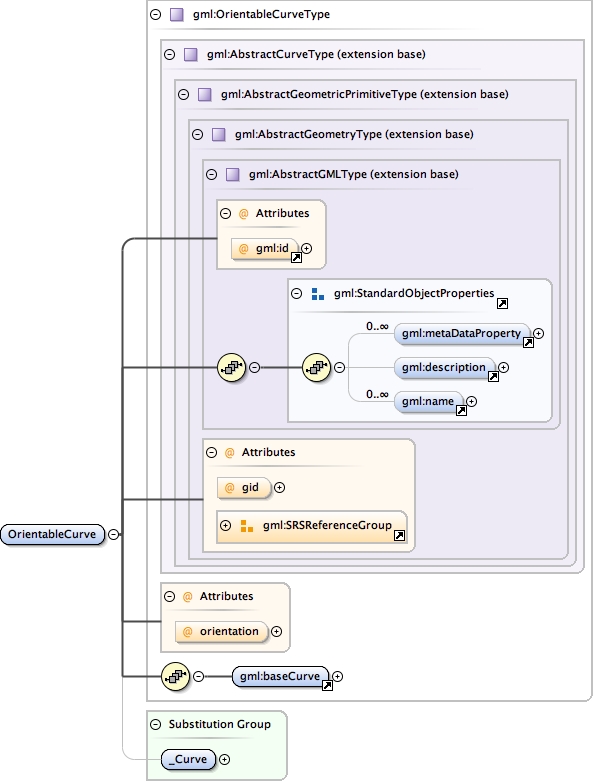 gml:OrientableCurveType
gml:AbstractCurveType (extension base)
gml:AbstractGeometricPrimitiveType (extension base)
gml:AbstractGeometryType (extension base)
gml:AbstractGMLType (extension base)
@ Attributes
@ gml:id
gml:StandardObjectProperties
0..∞
gml:metaDataProperty
gml:description
0..∞
gml:name
@ Attributes
@ gid
gml:SRSReferenceGroup
OrientableCurve
@ Attributes
@ orientation
gml:baseCurve
Substitution Group
_Curve